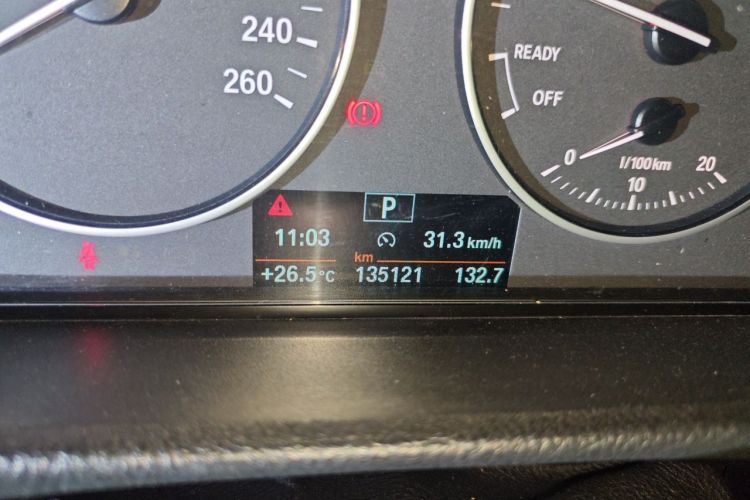 240
260
READY
OFF
0 l/100km 20
10
P
11:03 31.3 km/h
km
+26.5°C 135121 132.7